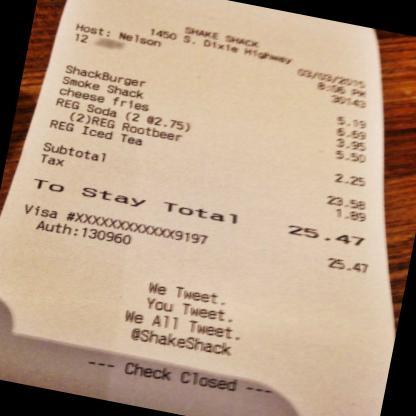 SHAKE SHACK
1450 S. Dixie Highway
Host: Nelson 03/03/2015
12 8:06 PM
30143
ShackBurger 5.19
Smoke Shack 6.69
cheese fries 3.95
REG Soda (2 @2.75) 5.50
(2)REG Rootbeer
REG Iced Tea 2.25
Subtotal 23.58
Tax 1.89
To Stay Total 25.47
Visa #XXXXXXXXXXXX9197 25.47
Auth:130960
We Tweet.
You Tweet.
We All Tweet.
@ShakeShack
--- Check Closed ---